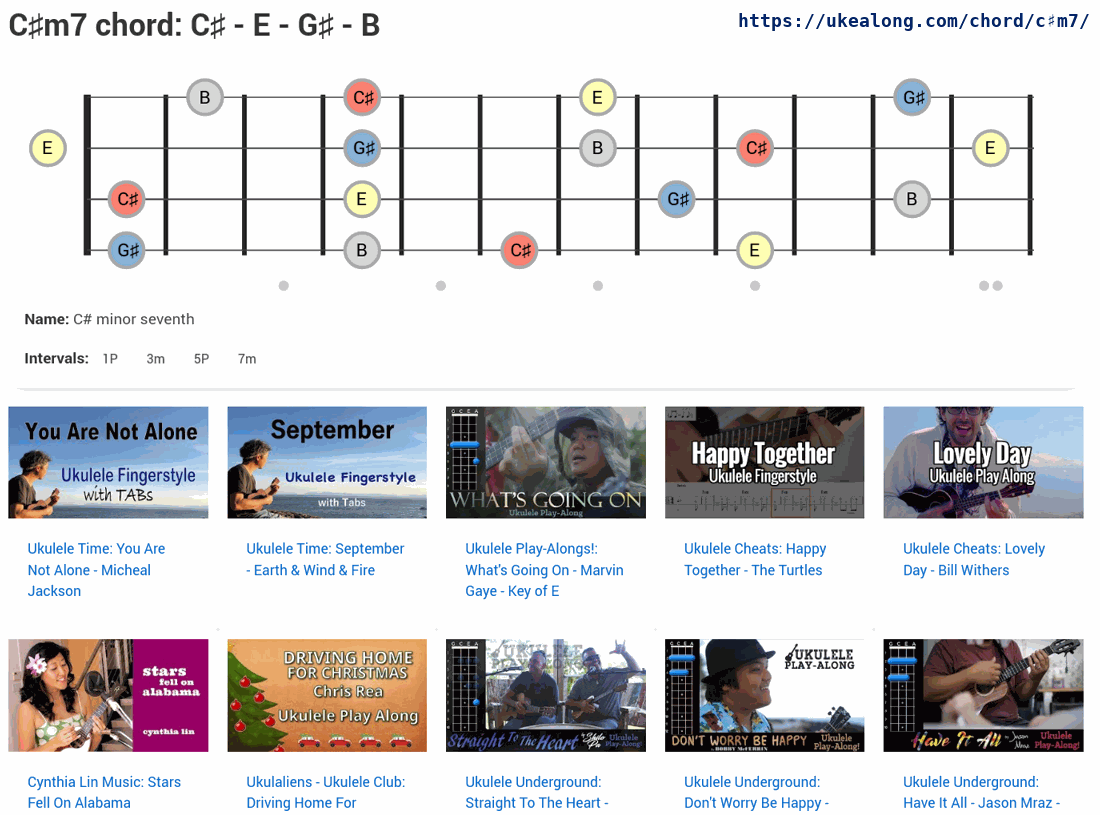 C♯m7 chord: C♯ - E - G♯ - B
https://ukealong.com/chord/c♯m7/
B C♯ E G♯
E G♯ B C♯ E
C♯ E G♯ B
G♯ B C♯ E
Name: C# minor seventh
Intervals: 1P 3m 5P 7m
You Are Not Alone
Ukulele Fingerstyle
with TABs
September
Ukulele Fingerstyle
with Tabs
G C E A
WHAT'S GOING ON
Ukulele Play-Along
Happy Together
Ukulele Fingerstyle
Lovely Day
Ukulele Play Along
Ukulele Time: You Are
Not Alone - Micheal
Jackson
Ukulele Time: September
- Earth & Wind & Fire
Ukulele Play-Alongs!:
What's Going On - Marvin
Gaye - Key of E
Ukulele Cheats: Happy
Together - The Turtles
Ukulele Cheats: Lovely
Day - Bill Withers
stars
fell on
alabama
cynthia lin
DRIVING HOME
FOR CHRISTMAS
Chris Rea
Ukulele Play Along
G C E A
UKULELE
PLAY-ALONG
Straight To The Heart
Ukulele
Play-Along!
G C E A
UKULELE
PLAY-ALONG
DON'T WORRY BE HAPPY
by BOBBY McFERRIN
Ukulele
Play-Along!
G C E A
Have It All by Jason Mraz
Ukulele
Play-Along!
Cynthia Lin Music: Stars
Fell On Alabama
Ukulaliens - Ukulele Club:
Driving Home For
Ukulele Underground:
Straight To The Heart -
Ukulele Underground:
Don't Worry Be Happy -
Ukulele Underground:
Have It All - Jason Mraz -